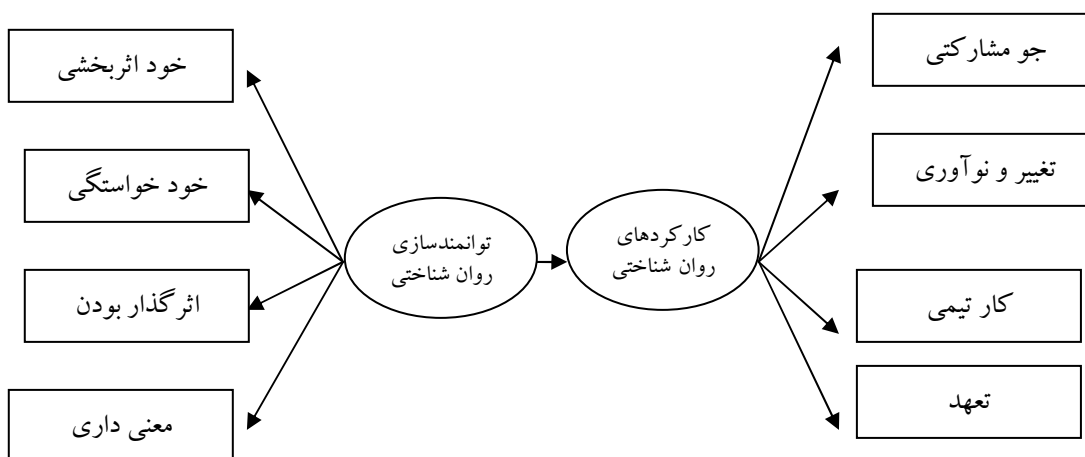 جو مشارکتی
خود اثربخشی
تغییر و نوآوری
خود خواستگی
کارکردهای
روان شناختی
توانمندسازی
روان شناختی
کار تیمی
اثرگذار بودن
تعهد
معنی داری